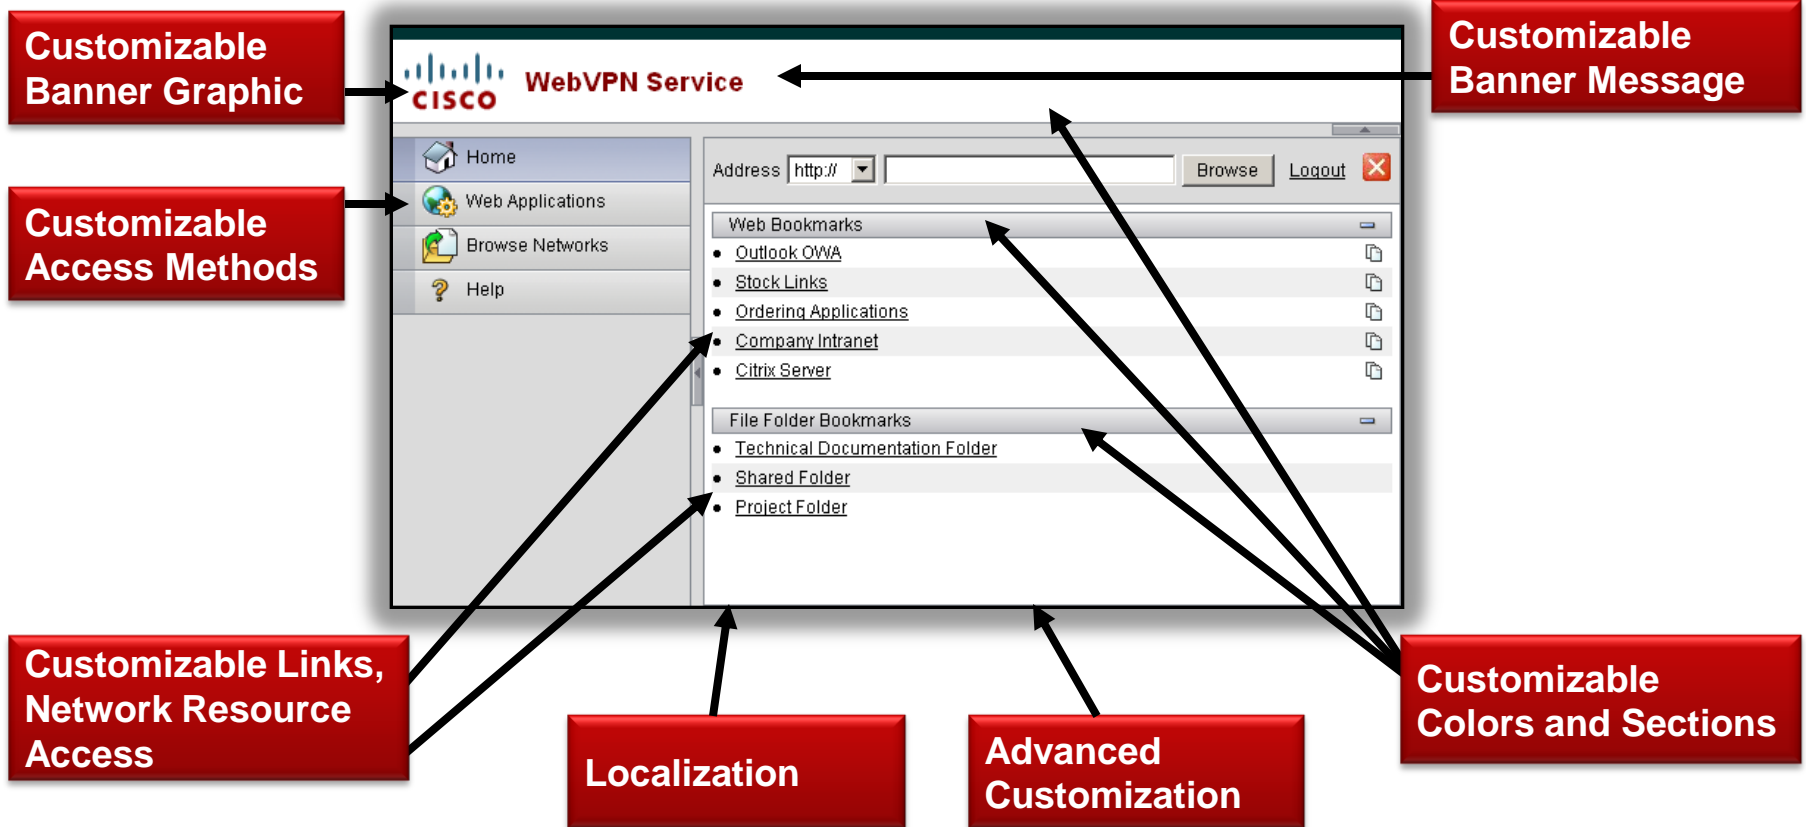 Customizable
Banner Graphic
Customizable
Banner Message
CISCO
WebVPN Service
Customizable
Access Methods
Home
Web Applications
Browse Networks
Help
Address http:// Browse Logout
Web Bookmarks
Outlook OWA
Stock Links
Ordering Applications
Company Intranet
Citrix Server
File Folder Bookmarks
Technical Documentation Folder
Shared Folder
Project Folder
Customizable Links,
Network Resource
Access
Localization
Advanced
Customization
Customizable
Colors and Sections